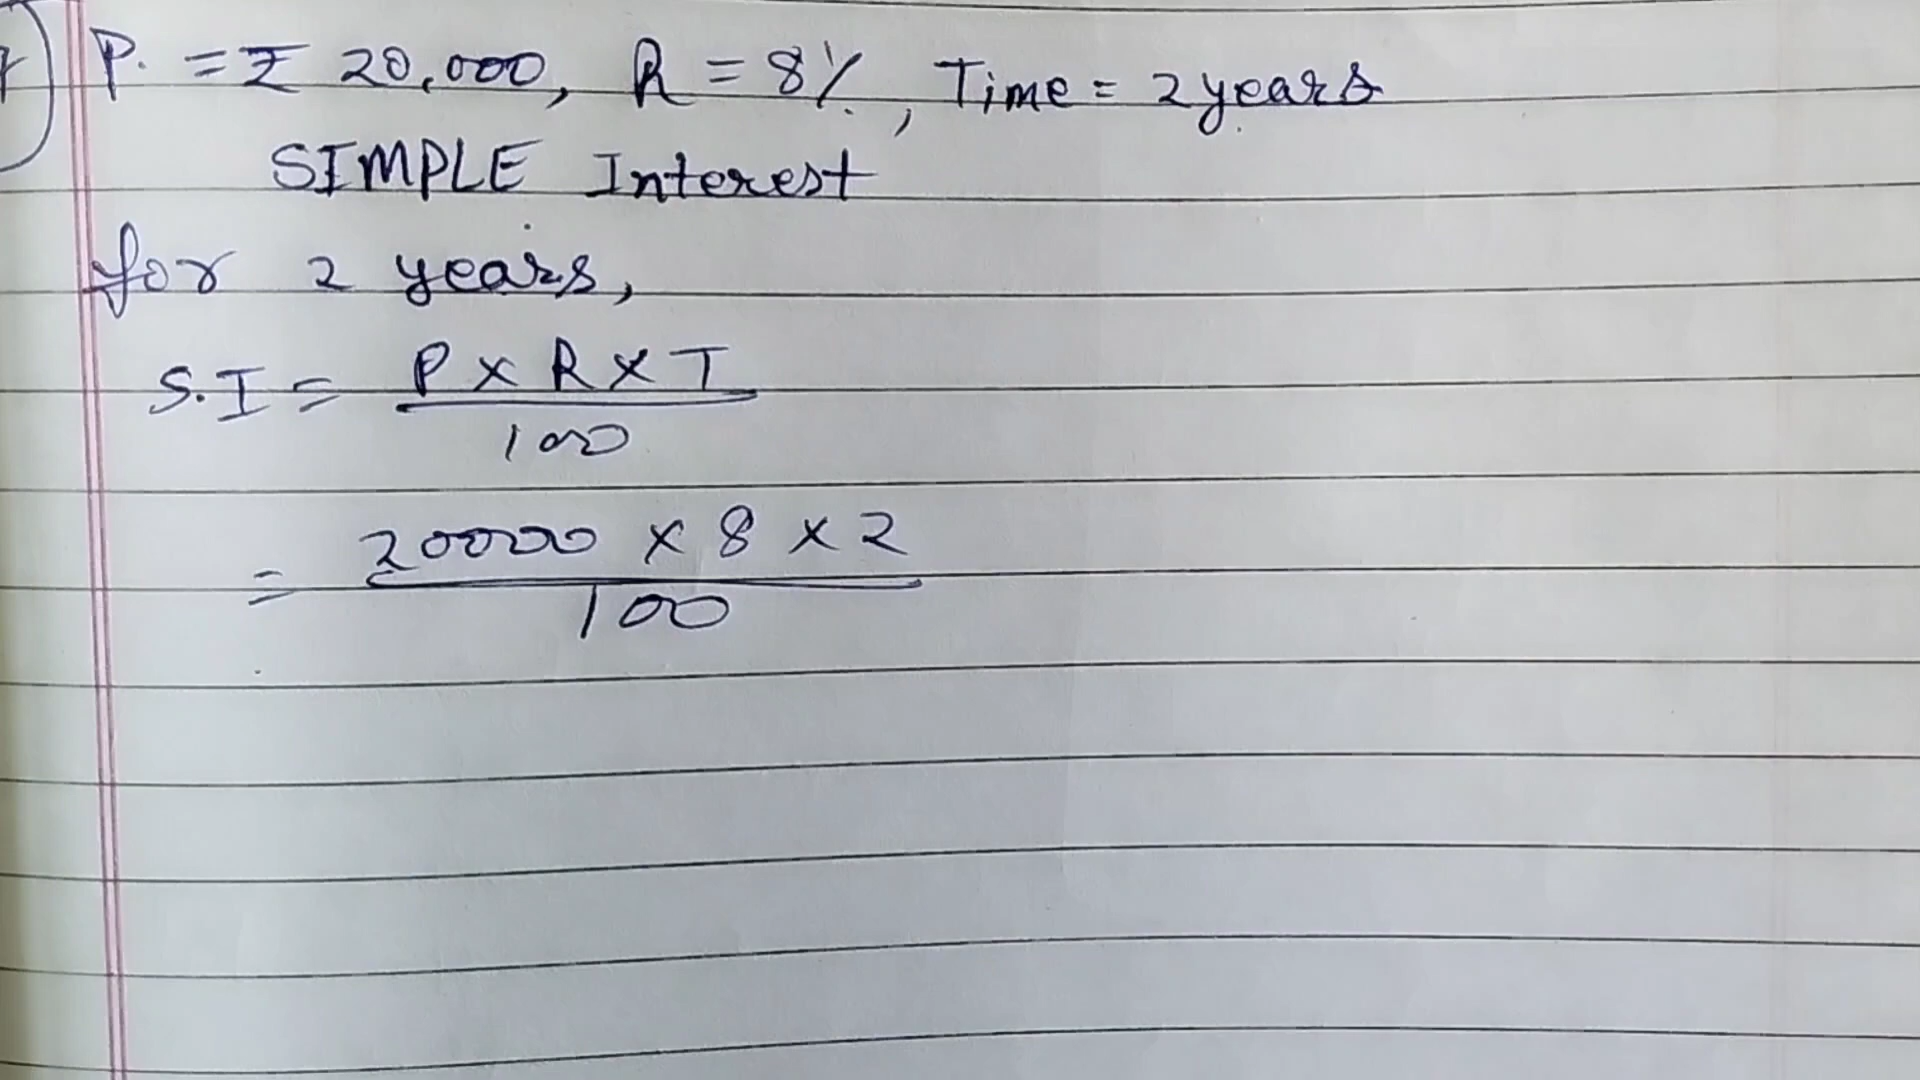 P. = ₹ 20,000, R = 8%, Time = 2 years
SIMPLE Interest
for 2 years,
S.I = P x R x T
100
= 20000 x 8 x 2
100